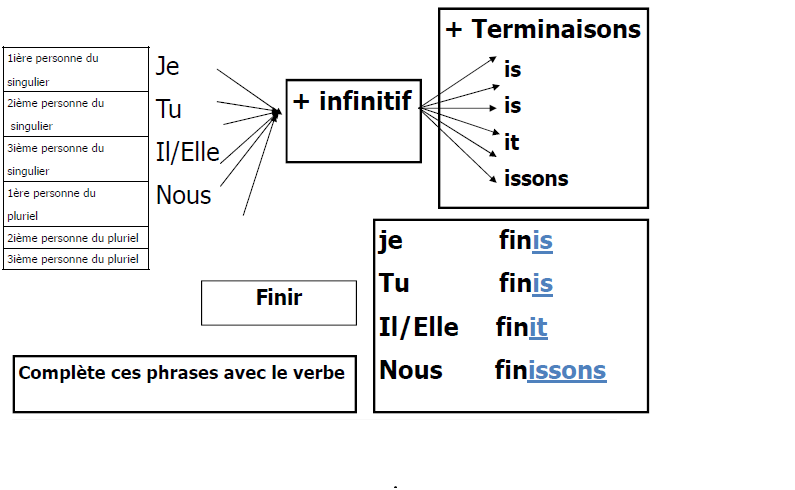 1ière personne du
singulier
2ième personne du
singulier
3ième personne du
singulier
1ère personne du
pluriel
2ième personne du pluriel
3ième personne du pluriel
Je
Tu
Il/Elle
Nous
+ infinitif
+ Terminaisons
is
is
it
issons
Finir
Complète ces phrases avec le verbe
je finis
Tu finis
Il/Elle finit
Nous finissons